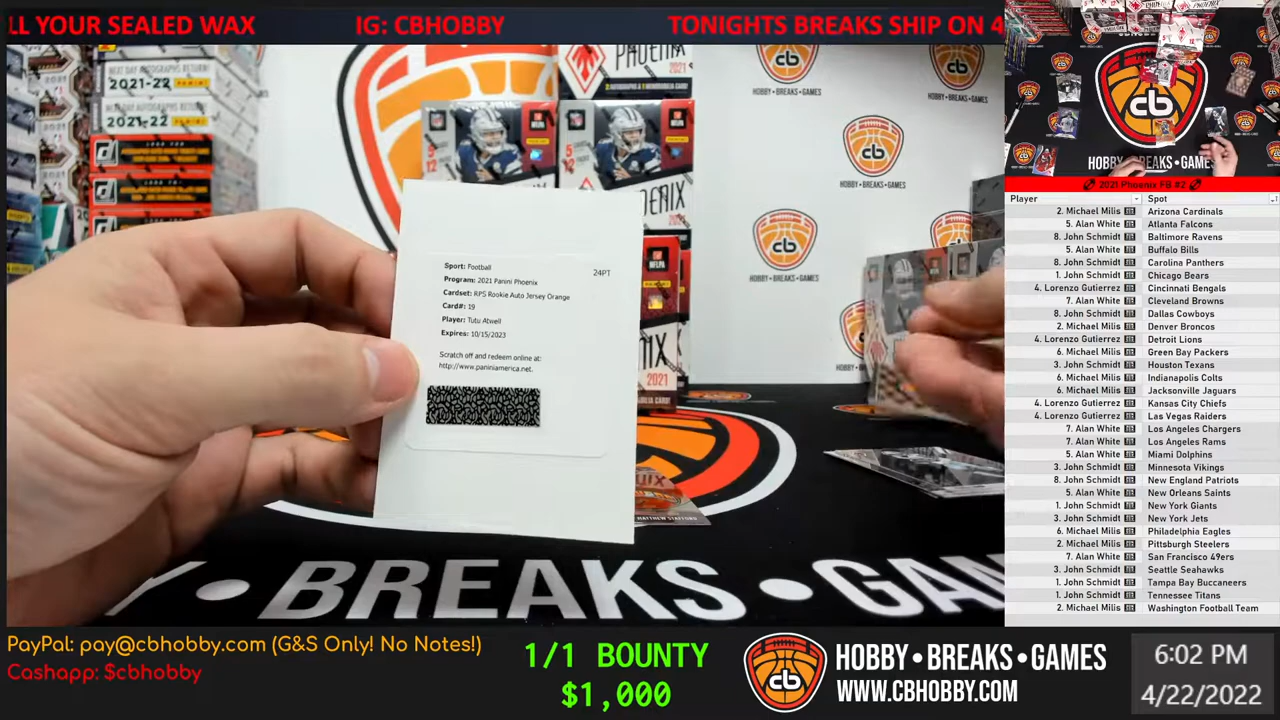 LL YOUR SEALED WAX
IG: CBHOBBY
TONIGHTS BREAKS SHIP ON 4
2021-22
2021-22
PHOENIX
2021
2021
HOBBY • BREAKS • GAMES
HOBBY • BREAKS • GAMES
cb
Sport: Football
24PT
Program: 2021 Panini Phoenix
Cardset: RPS Rookie Auto Jersey Orange
Card#: 19
Player: Tutu Atwell
Expires: 10/15/2023
Scratch off and redeem online at:
http://www.paniniamerica.net.
MATTHEW STAFFORD
Y • BREAKS • GA
cb
HOBBY • BREAKS • GAMES
2021 Phoenix FB #2
Player Spot
2. Michael Milis Arizona Cardinals
5. Alan White Atlanta Falcons
8. John Schmidt Baltimore Ravens
5. Alan White Buffalo Bills
8. John Schmidt Carolina Panthers
1. John Schmidt Chicago Bears
4. Lorenzo Gutierrez Cincinnati Bengals
7. Alan White Cleveland Browns
8. John Schmidt Dallas Cowboys
2. Michael Milis Denver Broncos
4. Lorenzo Gutierrez Detroit Lions
6. Michael Milis Green Bay Packers
3. John Schmidt Houston Texans
6. Michael Milis Indianapolis Colts
6. Michael Milis Jacksonville Jaguars
4. Lorenzo Gutierrez Kansas City Chiefs
4. Lorenzo Gutierrez Las Vegas Raiders
7. Alan White Los Angeles Chargers
7. Alan White Los Angeles Rams
5. Alan White Miami Dolphins
3. John Schmidt Minnesota Vikings
8. John Schmidt New England Patriots
5. Alan White New Orleans Saints
1. John Schmidt New York Giants
3. John Schmidt New York Jets
6. Michael Milis Philadelphia Eagles
2. Michael Milis Pittsburgh Steelers
7. Alan White San Francisco 49ers
3. John Schmidt Seattle Seahawks
1. John Schmidt Tampa Bay Buccaneers
1. John Schmidt Tennessee Titans
2. Michael Milis Washington Football Team
PayPal: pay@cbhobby.com (G&S Only! No Notes!)
Cashapp: $cbhobby
1/1 BOUNTY
$1,000
cb
HOBBY • BREAKS • GAMES
WWW.CBHOBBY.COM
6:02 PM
4/22/2022